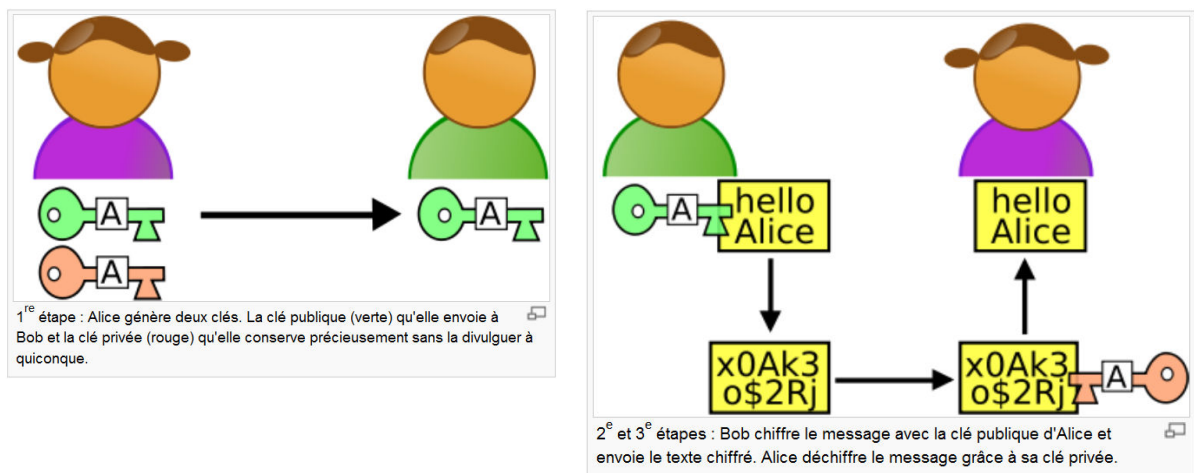 A
A
A
1re étape : Alice génère deux clés. La clé publique (verte) qu'elle envoie à
Bob et la clé privée (rouge) qu'elle conserve précieusement sans la divulguer à
quiconque.
A
hello
Alice
hello
Alice
x0Ak3
o$2Rj
x0Ak3
o$2Rj
A
2e et 3e étapes : Bob chiffre le message avec la clé publique d'Alice et
envoie le texte chiffré. Alice déchiffre le message grâce à sa clé privée.